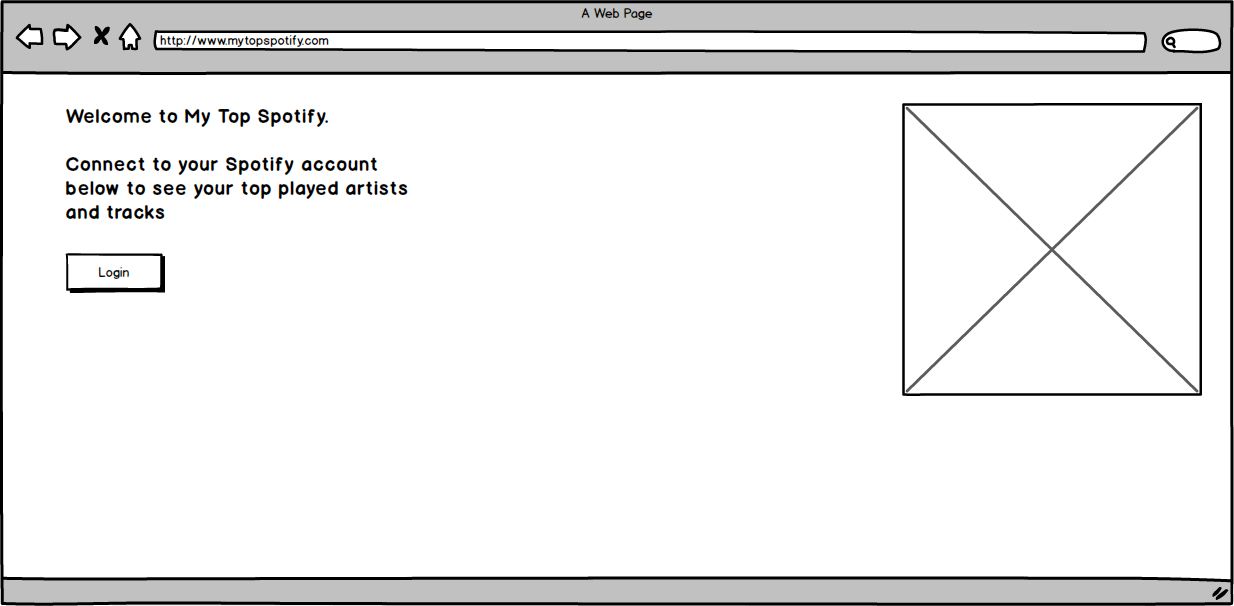 A Web Page
http://www.mytopspotify.com
Welcome to My Top Spotify.
Connect to your Spotify account
below to see your top played artists
and tracks
Login